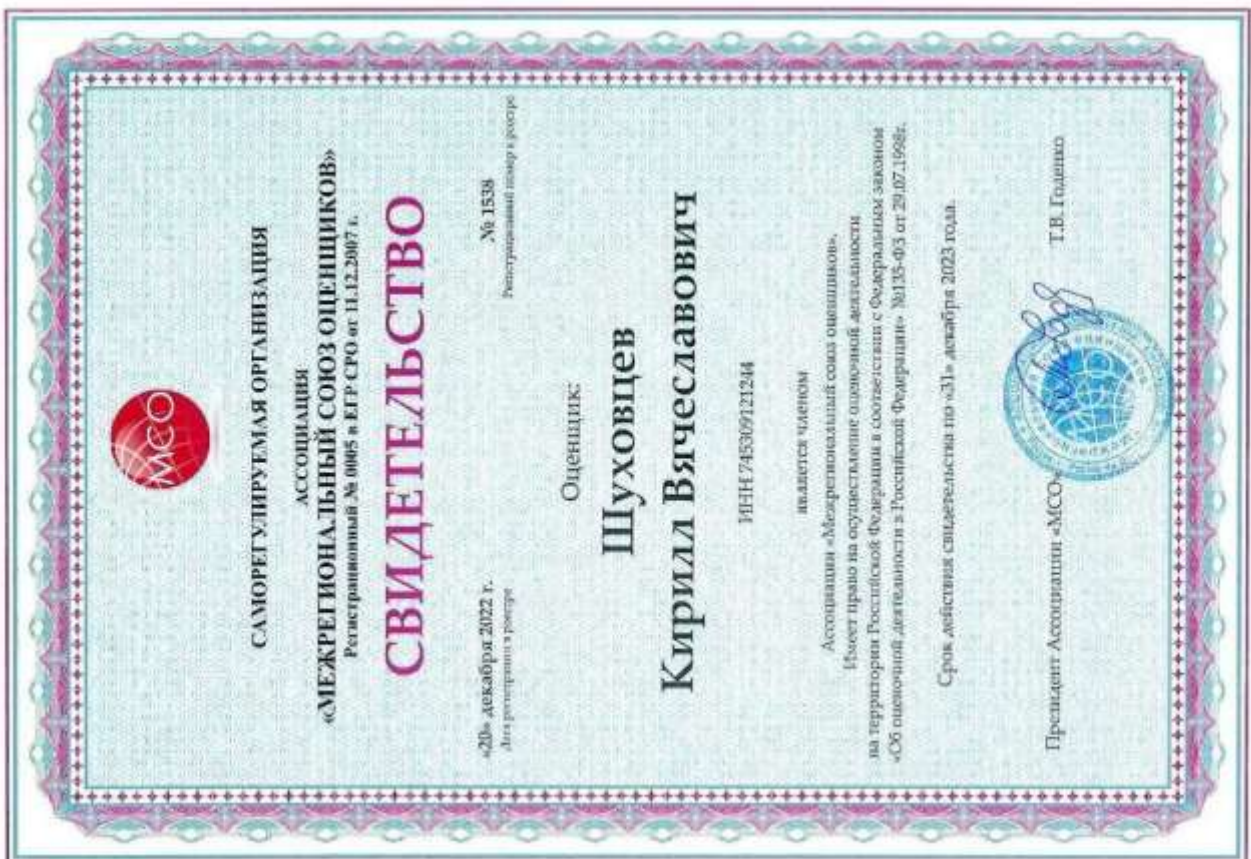 МСО
САМОРЕГУЛИРУЕМАЯ ОРГАНИЗАЦИЯ
АССОЦИАЦИЯ
«МЕЖРЕГИОНАЛЬНЫЙ СОЮЗ ОЦЕНЩИКОВ»
Регистрационный № 0005 в ЕГР СРО от 11.12.2007 г.
СВИДЕТЕЛЬСТВО
«20» декабря 2022 г. № 1538
Дата регистрации в реестре Регистрационный номер в реестре
Оценщик:
Шуховцев
Кирилл Вячеславович
ИНН 745309121244
является членом
Ассоциации «Межрегиональный союз оценщиков».
Имеет право на осуществление оценочной деятельности
на территории Российской Федерации в соответствии с Федеральным законом
«Об оценочной деятельности в Российской Федерации» №135-ФЗ от 29.07.1998г.
Срок действия свидетельства по «31» декабря 2023 года.
Президент Ассоциации «МСО» Т.В. Годенко